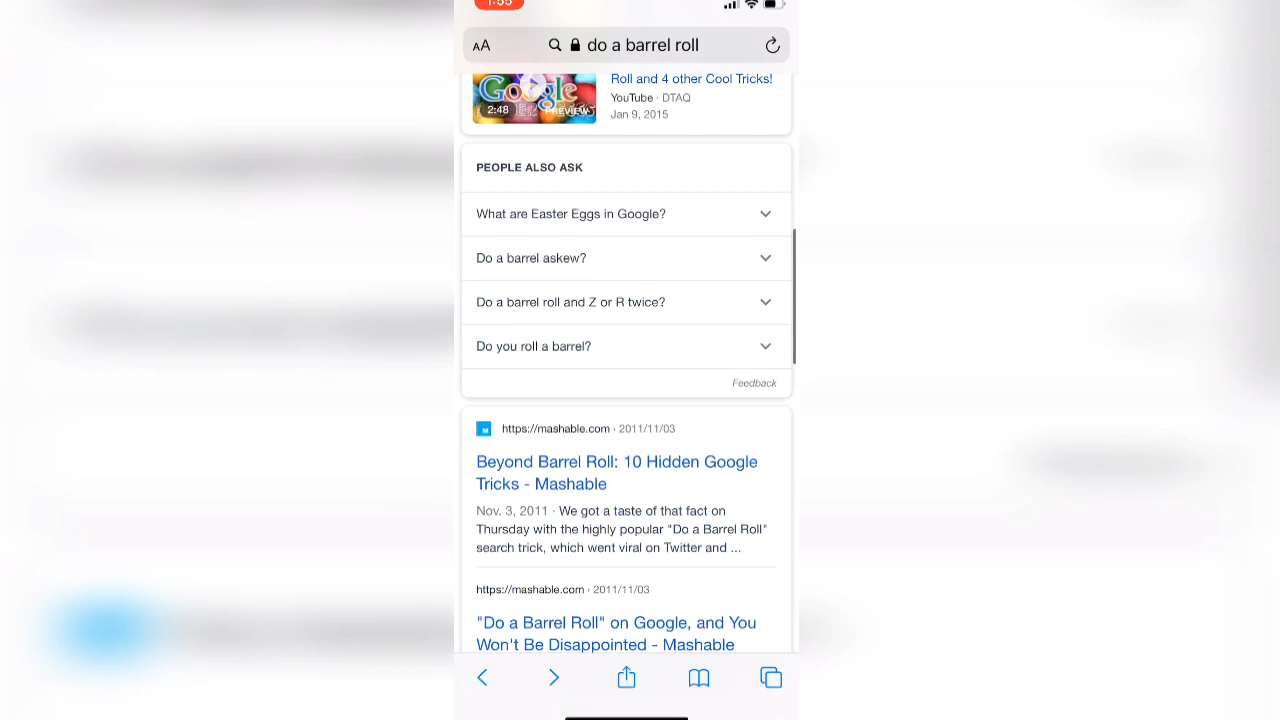 1:55
AA do a barrel roll
Roll and 4 other Cool Tricks!
Google
YouTube · DTAQ
2:48 PREVIEW
Jan 9, 2015
PEOPLE ALSO ASK
What are Easter Eggs in Google?
Do a barrel askew?
Do a barrel roll and Z or R twice?
Do you roll a barrel?
Feedback
https://mashable.com · 2011/11/03
Beyond Barrel Roll: 10 Hidden Google
Tricks - Mashable
Nov. 3, 2011 · We got a taste of that fact on
Thursday with the highly popular "Do a Barrel Roll"
search trick, which went viral on Twitter and ...
https://mashable.com · 2011/11/03
"Do a Barrel Roll" on Google, and You
Won't Be Disappointed - Mashable